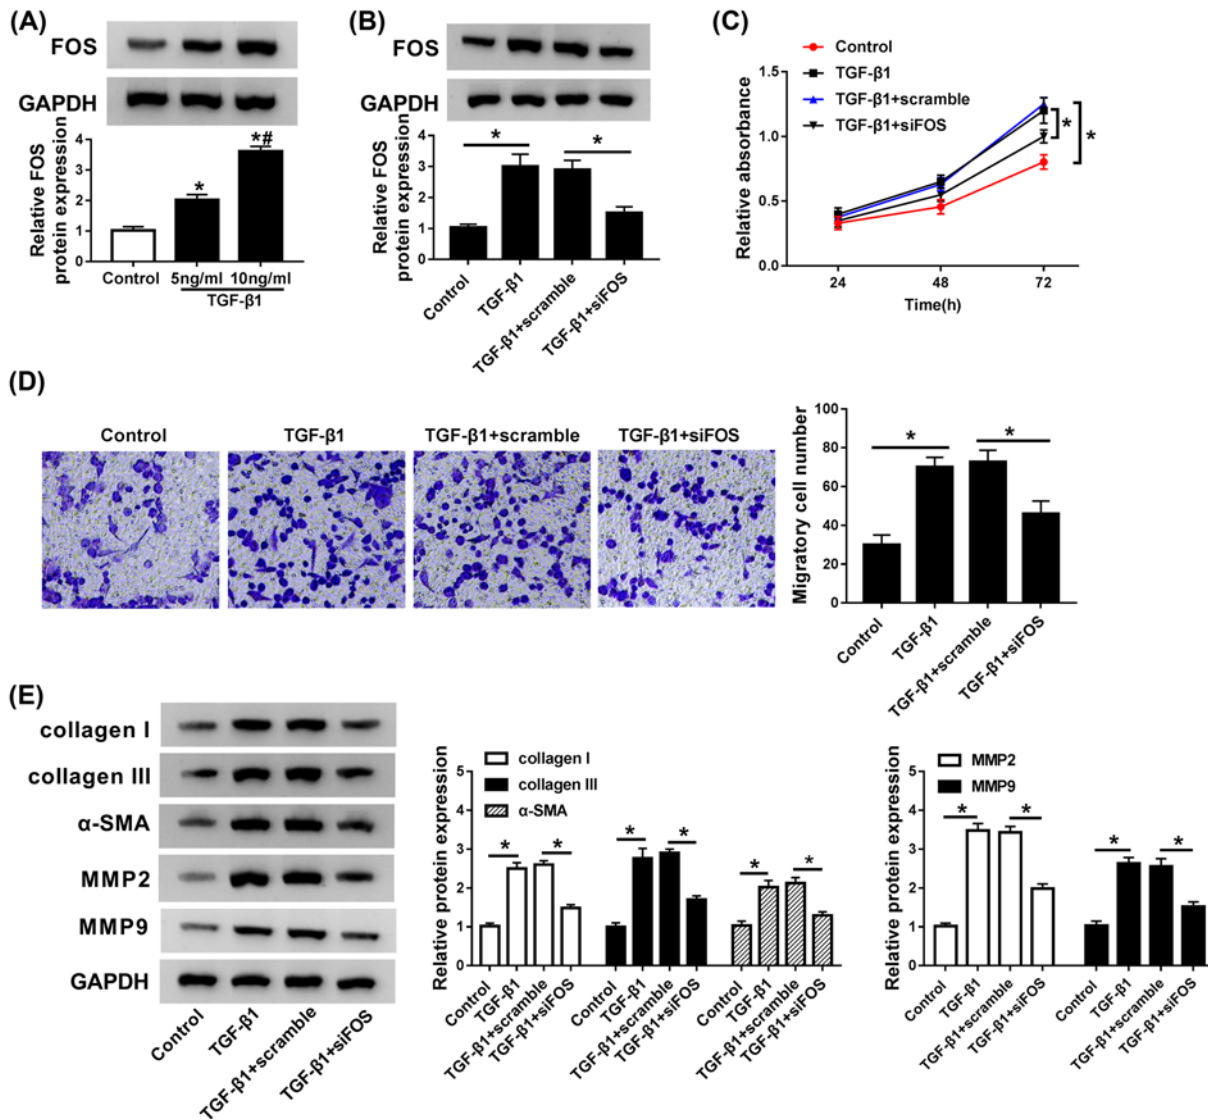 (A)
FOS
GAPDH
Relative FOS
protein expression
4
3
2
1
0
*
*#
Control
5ng/ml
10ng/ml
TGF-β1
(B)
FOS
GAPDH
Relative FOS
protein expression
4
3
2
1
0
*
*
Control
TGF-β1
TGF-β1+scramble
TGF-β1+siFOS
(C)
Control
TGF-β1
TGF-β1+scramble
TGF-β1+siFOS
Relative absorbance
1.5
1.0
0.5
0.0
*
*
24
48
72
Time(h)
(D)
Control
TGF-β1
TGF-β1+scramble
TGF-β1+siFOS
Migratory cell number
100
80
60
40
20
0
*
*
Control
TGF-β1
TGF-β1+scramble
TGF-β1+siFOS
(E)
collagen I
collagen III
α-SMA
MMP2
MMP9
GAPDH
Control
TGF-β1
TGF-β1+scramble
TGF-β1+siFOS
Relative protein expression
5
4
3
2
1
0
collagen I
collagen III
α-SMA
*
*
*
*
*
*
Control
TGF-β1
TGF-β1+scramble
TGF-β1+siFOS
Control
TGF-β1
TGF-β1+scramble
TGF-β1+siFOS
Control
TGF-β1
TGF-β1+scramble
TGF-β1+siFOS
Relative protein expression
5
4
3
2
1
0
MMP2
MMP9
*
*
*
*
Control
TGF-β1
TGF-β1+scramble
TGF-β1+siFOS
Control
TGF-β1
TGF-β1+scramble
TGF-β1+siFOS